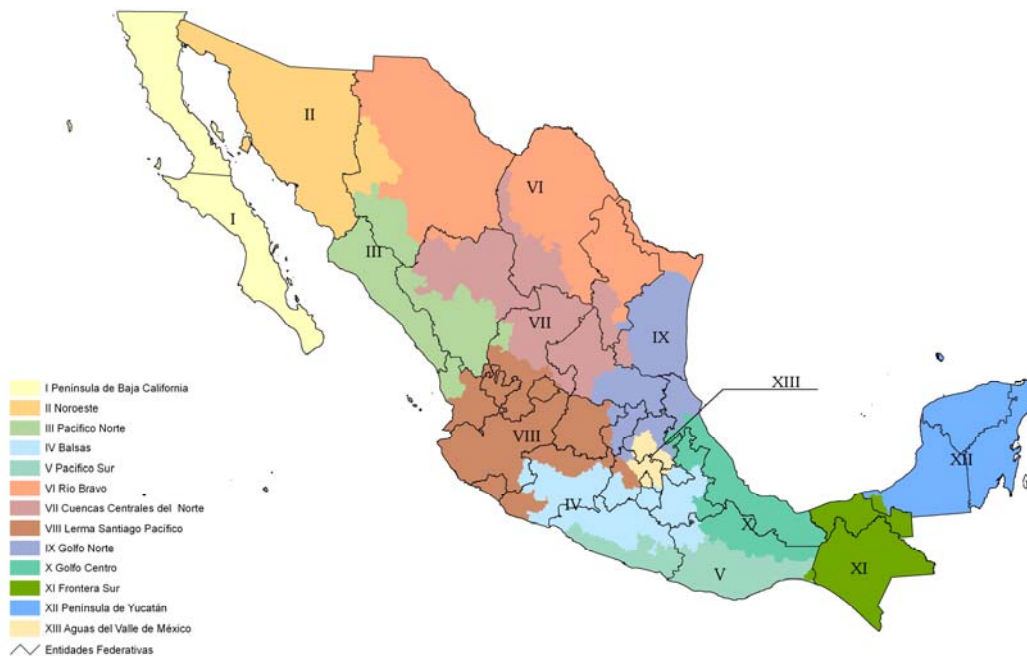 II
VI
I
III
VII
IX
XIII
VIII
XII
IV
X
V
XI
I Península de Baja California
II Noroeste
III Pacifico Norte
IV Balsas
V Pacifico Sur
VI Río Bravo
VII Cuencas Centrales del Norte
VIII Lerma Santiago Pacífico
IX Golfo Norte
X Golfo Centro
XI Frontera Sur
XII Península de Yucatán
XIII Aguas del Valle de México
Entidades Federativas